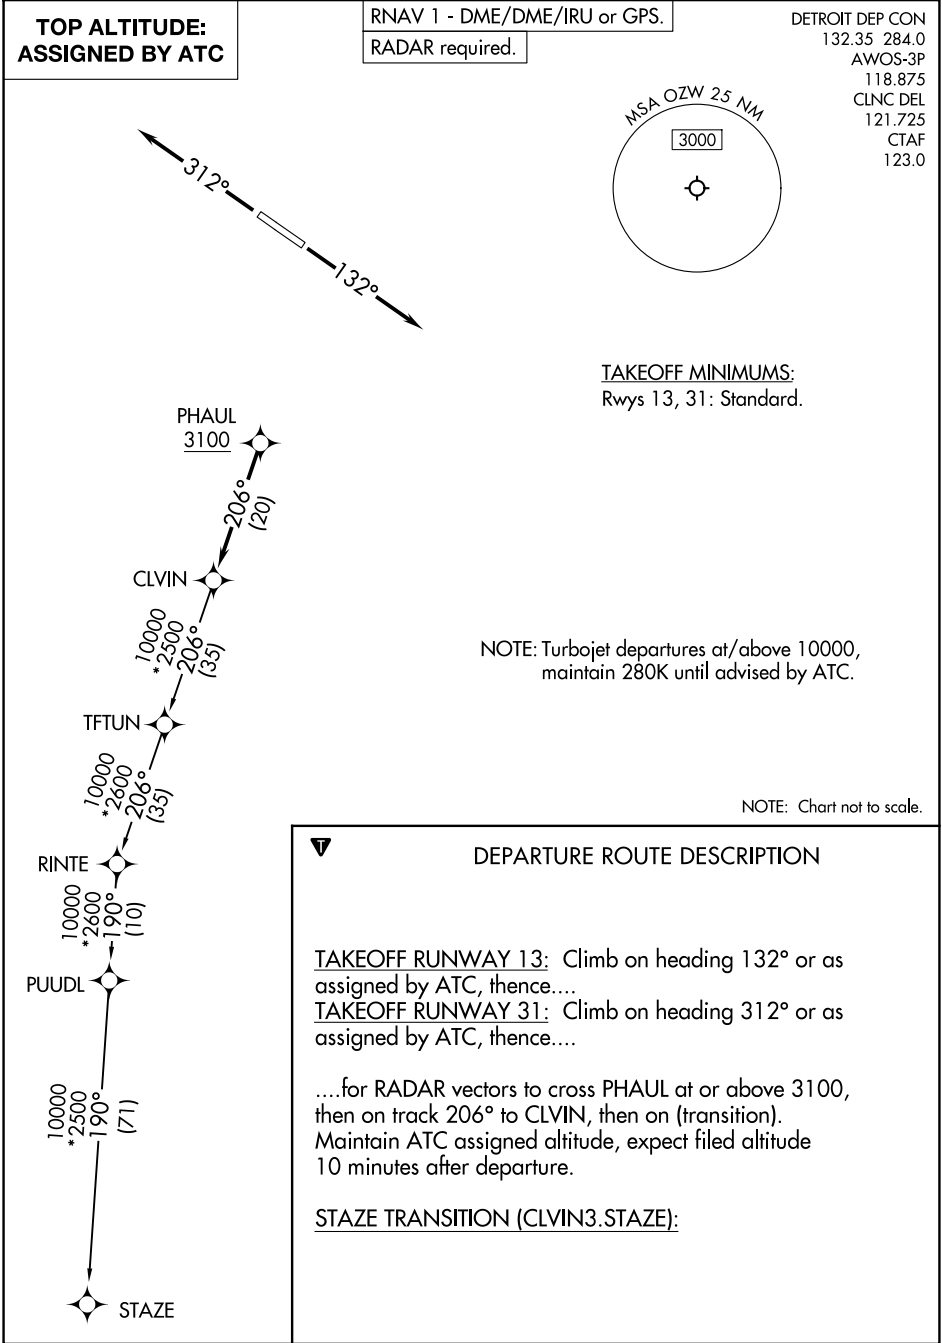 TOP ALTITUDE:
ASSIGNED BY ATC
RNAV 1 - DME/DME/IRU or GPS.
RADAR required.
DETROIT DEP CON
132.35 284.0
AWOS-3P
118.875
CLNC DEL
121.725
CTAF
123.0
MSA OZW 25 NM
3000
312°
132°
TAKEOFF MINIMUMS:
Rwys 13, 31: Standard.
PHAUL
3100
206°
(20)
CLVIN
10000
*2500
206°
(35)
NOTE: Turbojet departures at/above 10000,
maintain 280K until advised by ATC.
TFTUN
10000
*2600
206°
(35)
NOTE: Chart not to scale.
RINTE
10000
*2600
190°
(10)
PUUDL
10000
*2500
190°
(71)
STAZE
T
DEPARTURE ROUTE DESCRIPTION
TAKEOFF RUNWAY 13: Climb on heading 132° or as
assigned by ATC, thence....
TAKEOFF RUNWAY 31: Climb on heading 312° or as
assigned by ATC, thence....
....for RADAR vectors to cross PHAUL at or above 3100,
then on track 206° to CLVIN, then on (transition).
Maintain ATC assigned altitude, expect filed altitude
10 minutes after departure.
STAZE TRANSITION (CLVIN3.STAZE):